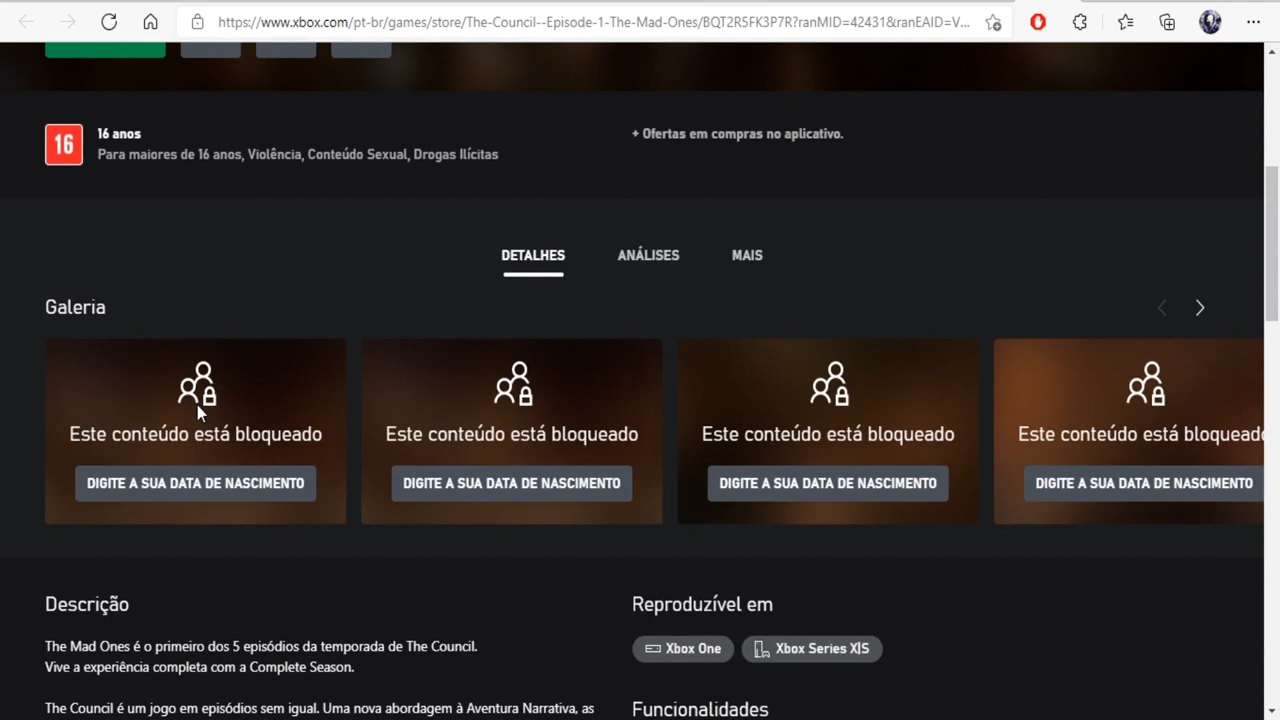 https://www.xbox.com/pt-br/games/store/The-Council--Episode-1-The-Mad-Ones/BQT2R5FK3P7R?ranMID=42431&ranEAID=V...
16
16 anos
Para maiores de 16 anos, Violência, Conteúdo Sexual, Drogas Ilícitas
+ Ofertas em compras no aplicativo.
DETALHES
ANÁLISES
MAIS
Galeria
Este conteúdo está bloqueado
DIGITE A SUA DATA DE NASCIMENTO
Este conteúdo está bloqueado
DIGITE A SUA DATA DE NASCIMENTO
Este conteúdo está bloqueado
DIGITE A SUA DATA DE NASCIMENTO
Este conteúdo está bloqueado
DIGITE A SUA DATA DE NASCIMENTO
Descrição
The Mad Ones é o primeiro dos 5 episódios da temporada de The Council.
Vive a experiência completa com a Complete Season.
The Council é um jogo em episódios sem igual. Uma nova abordagem à Aventura Narrativa, as
Reproduzível em
Xbox One
Xbox Series X|S
Funcionalidades